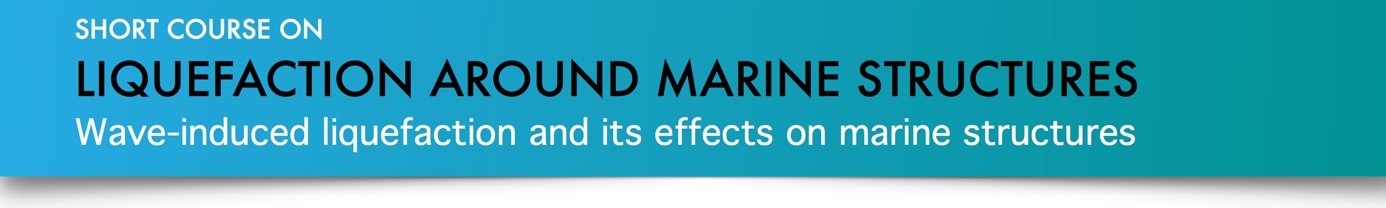 SHORT COURSE ON
LIQUEFACTION AROUND MARINE STRUCTURES
Wave-induced liquefaction and its effects on marine structures